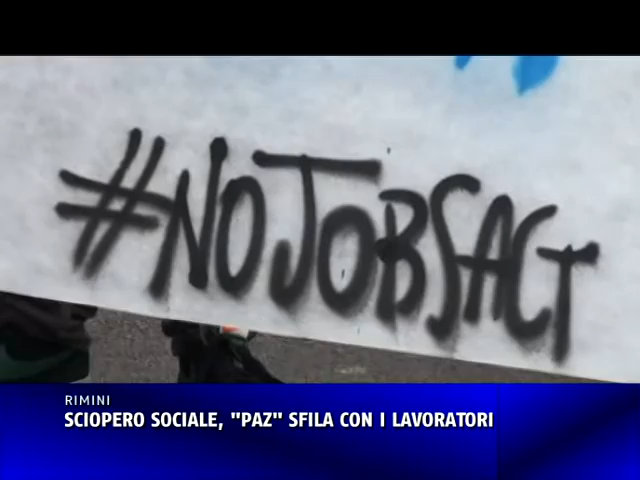 #NOJOBSACT
RIMINI
SCIOPERO SOCIALE, "PAZ" SFILA CON I LAVORATORI